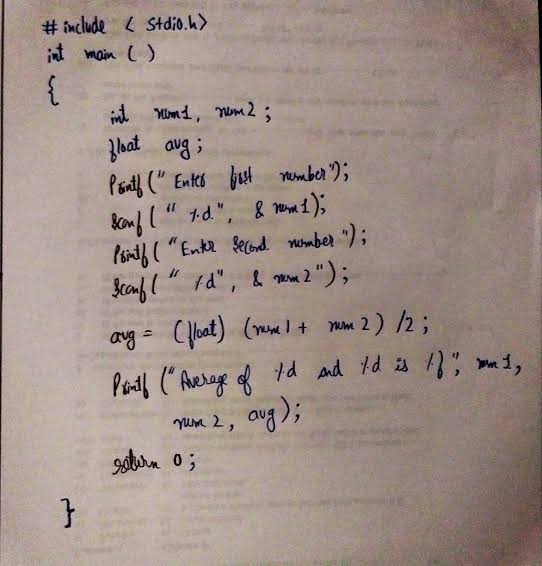 # include < stdio.h>
int main ( )
{
int num1, num2 ;
float avg ;
Printf (" Enter first number");
Scanf ( " %d", & num1);
Printf ( "Enter Second number ");
Scanf ( " %d", & num2 ");
avg = (float) (num1 + num2) /2 ;
Printf ("Average of %d and %d is %f", num1,
num2, avg);
return 0 ;
}